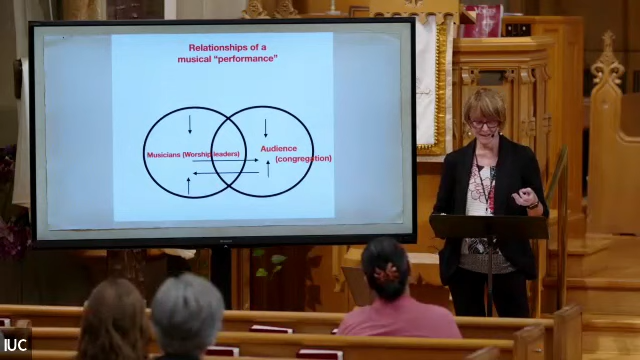 Relationships of a
musical “performance”
Musicians (Worship leaders)
Audience
(congregation)
IUC